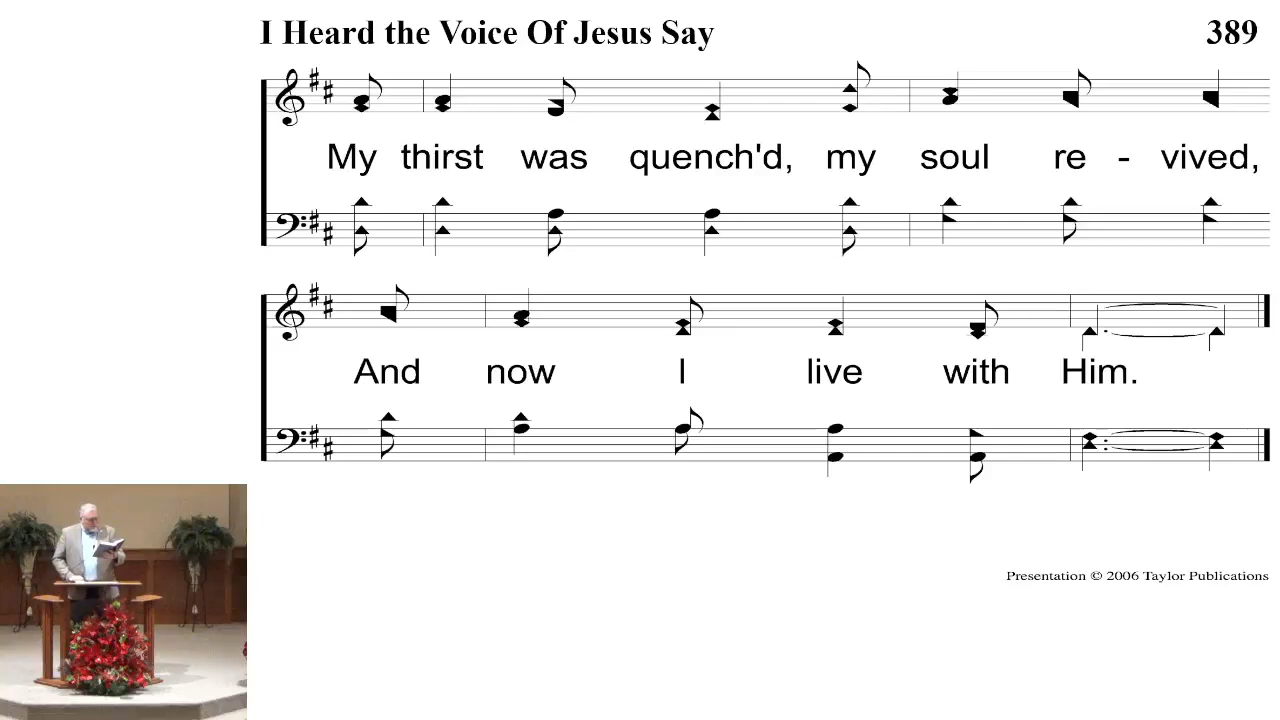 I Heard the Voice Of Jesus Say 389
My thirst was quench'd, my soul re - vived,
And now I live with Him.
Presentation © 2006 Taylor Publications